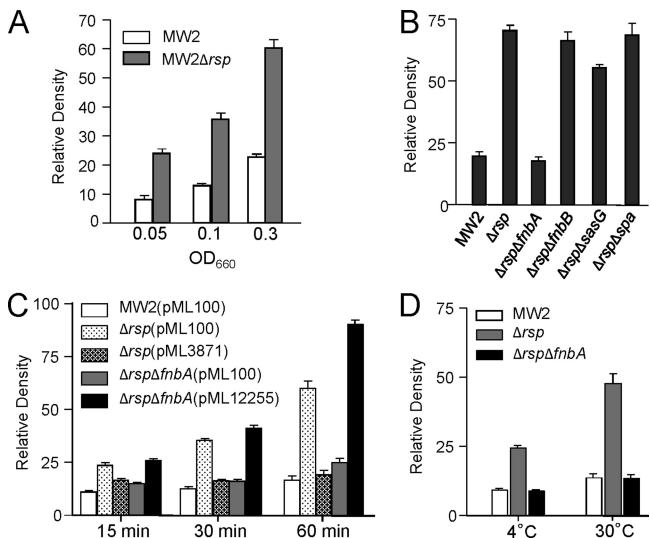 A
MW2
MW2Δrsp
Relative Density
70
60
50
40
30
20
10
0
0.05 0.1 0.3
OD660
B
Relative Density
75
50
25
0
MW2
Δrsp
ΔrspΔfnbA
ΔrspΔfnbB
ΔrspΔsasG
ΔrspΔspa
C
MW2(pML100)
Δrsp(pML100)
Δrsp(pML3871)
ΔrspΔfnbA(pML100)
ΔrspΔfnbA(pML12255)
Relative Density
100
75
50
25
0
15 min 30 min 60 min
D
MW2
Δrsp
ΔrspΔfnbA
Relative Density
75
50
25
0
4°C 30°C